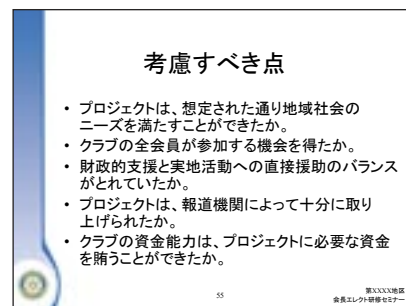 考慮すべき点
• プロジェクトは、想定された通り地域社会の
ニーズを満たすことができたか。
• クラブの全会員が参加する機会を得たか。
• 財政的支援と実地活動への直接援助のバランス
がとれていたか。
• プロジェクトは、報道機関によって十分に取り
上げられたか。
• クラブの資金能力は、プロジェクトに必要な資金
を賄うことができたか。
55
第XXXX地区
会長エレクト研修セミナー